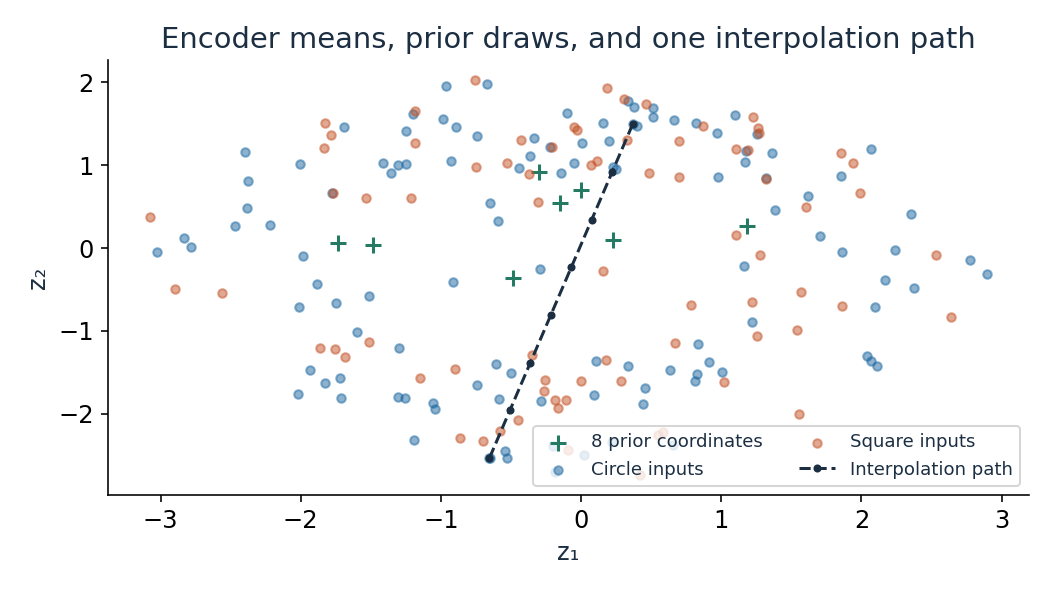 Encoder means, prior draws, and one interpolation path
z₂
2
1
0
−1
−2
−3
−2
−1
0
1
2
3
z₁
8 prior coordinates
Circle inputs
Square inputs
Interpolation path